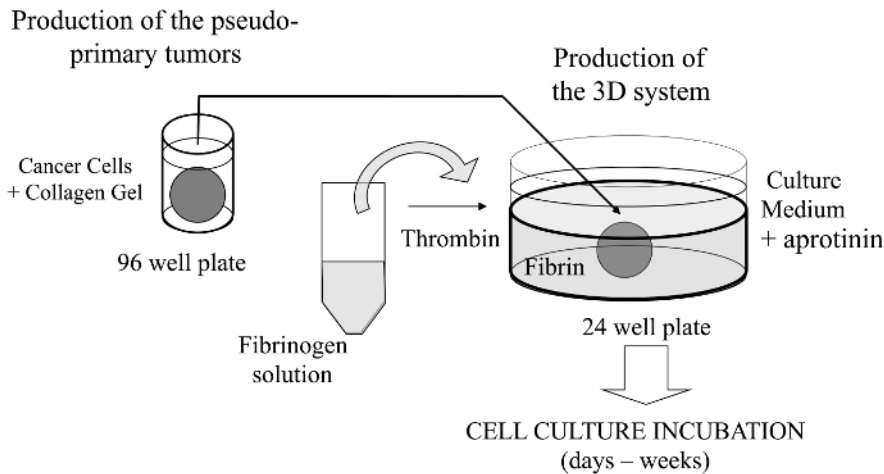 Production of the pseudo-
primary tumors
Production of
the 3D system
Cancer Cells
+ Collagen Gel
96 well plate
Fibrinogen
solution
Thrombin
Fibrin
Culture
Medium
+ aprotinin
24 well plate
CELL CULTURE INCUBATION
(days – weeks)